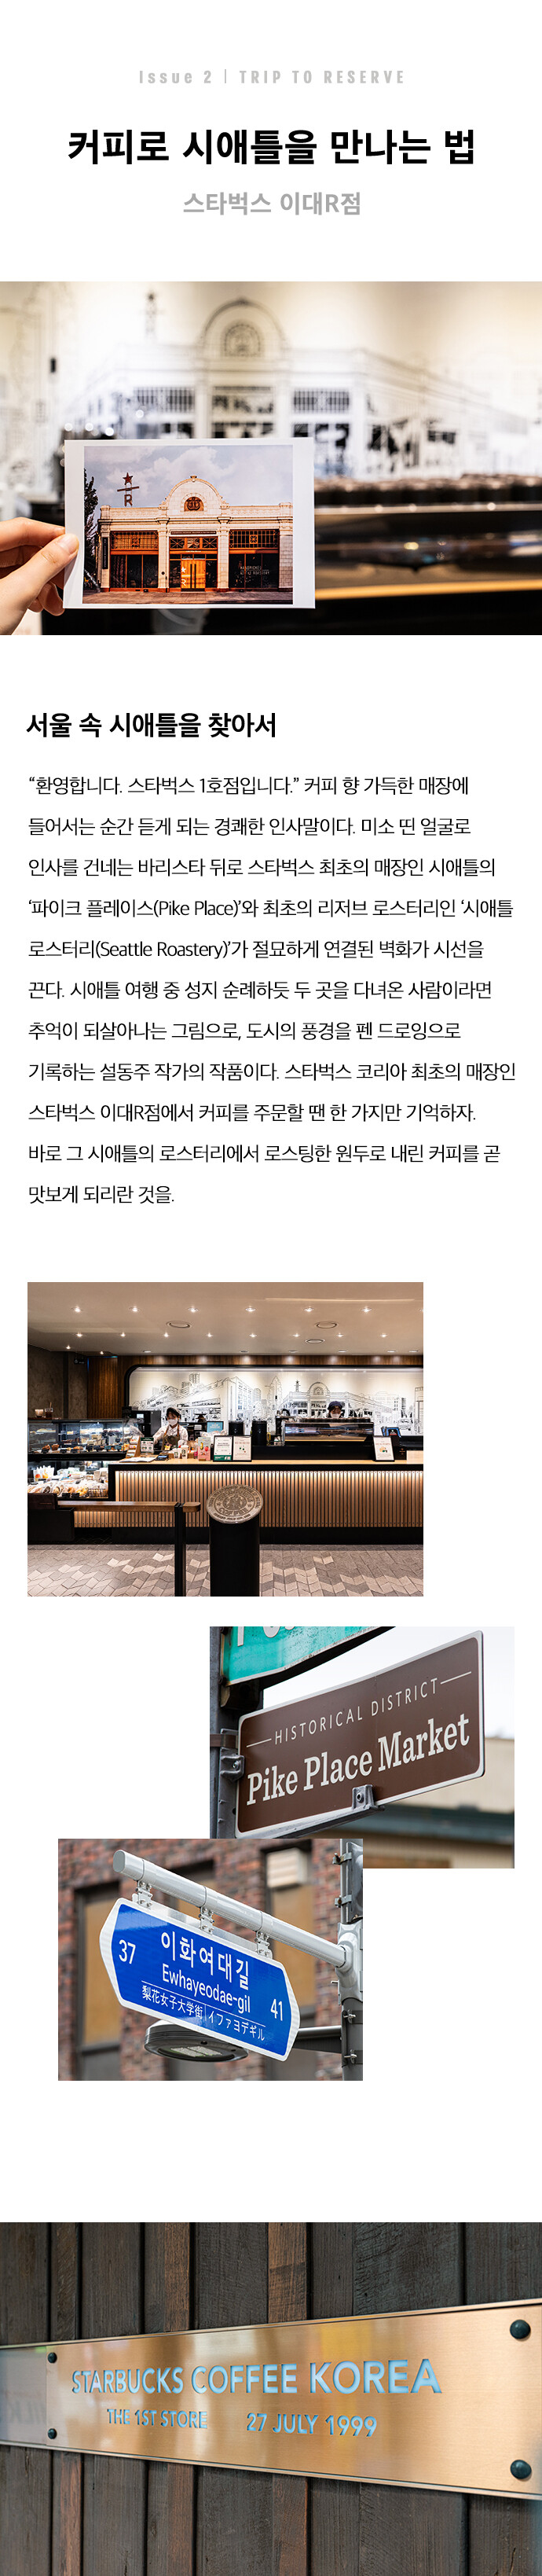 Issue 2 | TRIP TO RESERVE
커피로 시애틀을 만나는 법
스타벅스 이대R점
R
서울 속 시애틀을 찾아서
“환영합니다. 스타벅스 1호점입니다.” 커피 향 가득한 매장에
들어서는 순간 듣게 되는 경쾌한 인사말이다. 미소 띤 얼굴로
인사를 건네는 바리스타 뒤로 스타벅스 최초의 매장인 시애틀의
‘파이크 플레이스(Pike Place)’와 최초의 리저브 로스터리인 ‘시애틀
로스터리(Seattle Roastery)’가 절묘하게 연결된 벽화가 시선을
끈다. 시애틀 여행 중 성지 순례하듯 두 곳을 다녀온 사람이라면
추억이 되살아나는 그림으로, 도시의 풍경을 펜 드로잉으로
기록하는 설동주 작가의 작품이다. 스타벅스 코리아 최초의 매장인
스타벅스 이대R점에서 커피를 주문할 땐 한 가지만 기억하자.
바로 그 시애틀의 로스터리에서 로스팅한 원두로 내린 커피를 곧
맛보게 되리란 것을.
HISTORICAL DISTRICT
Pike Place Market
37 이화여대길
Ewhayeodae-gil 41
梨花女子大学街 イファヨデギル
STARBUCKS COFFEE KOREA
THE 1ST STORE 27 JULY 1999